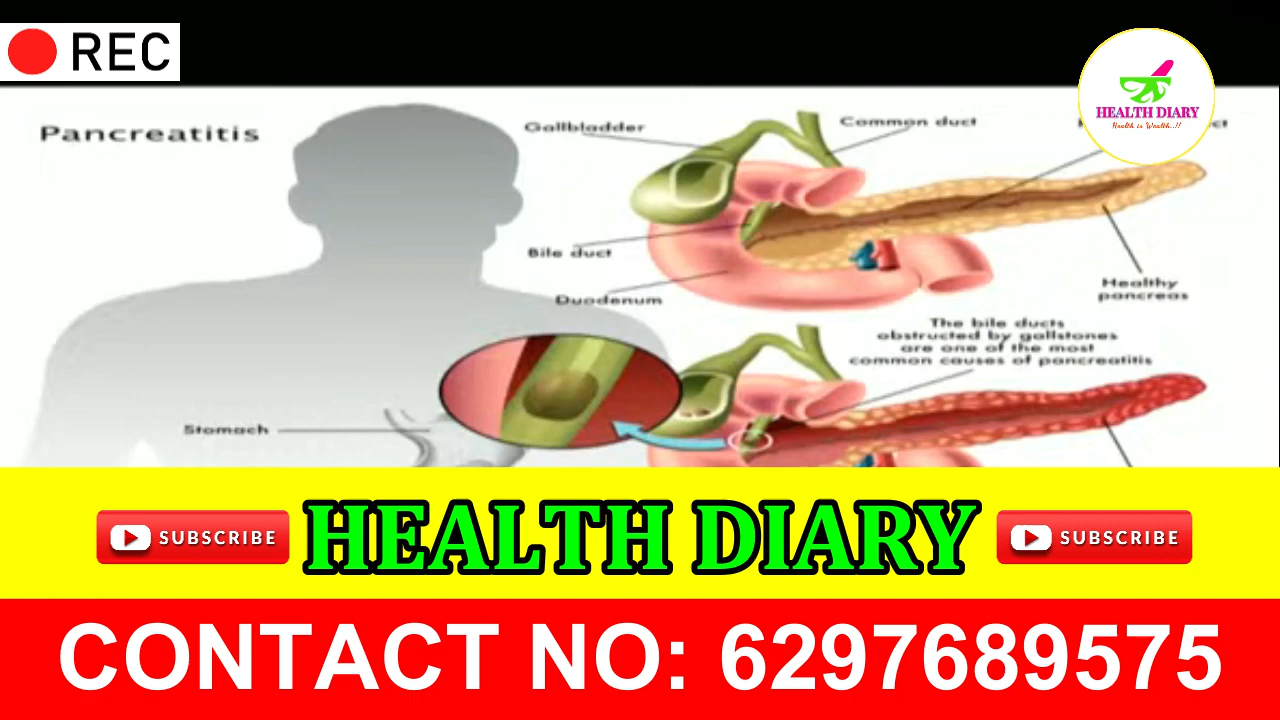 REC
HEALTH DIARY
Health is Wealth..!!
Pancreatitis
Gallbladder
Common duct
Bile duct
Duodenum
Healthy
pancreas
The bile ducts
obstructed by gallstones
are one of the most
common causes of pancreatitis
Stomach
SUBSCRIBE
HEALTH DIARY
SUBSCRIBE
CONTACT NO: 6297689575